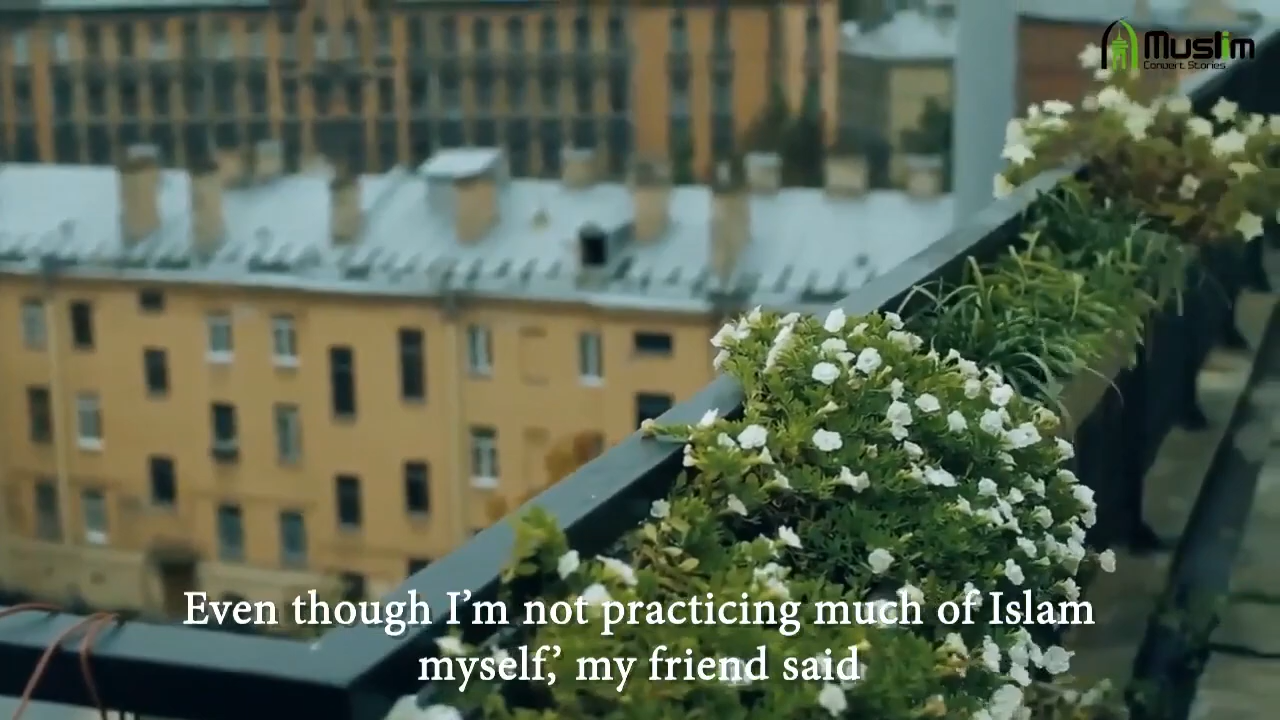 Muslim
Convert Stories
Even though I'm not practicing much of Islam
myself,' my friend said